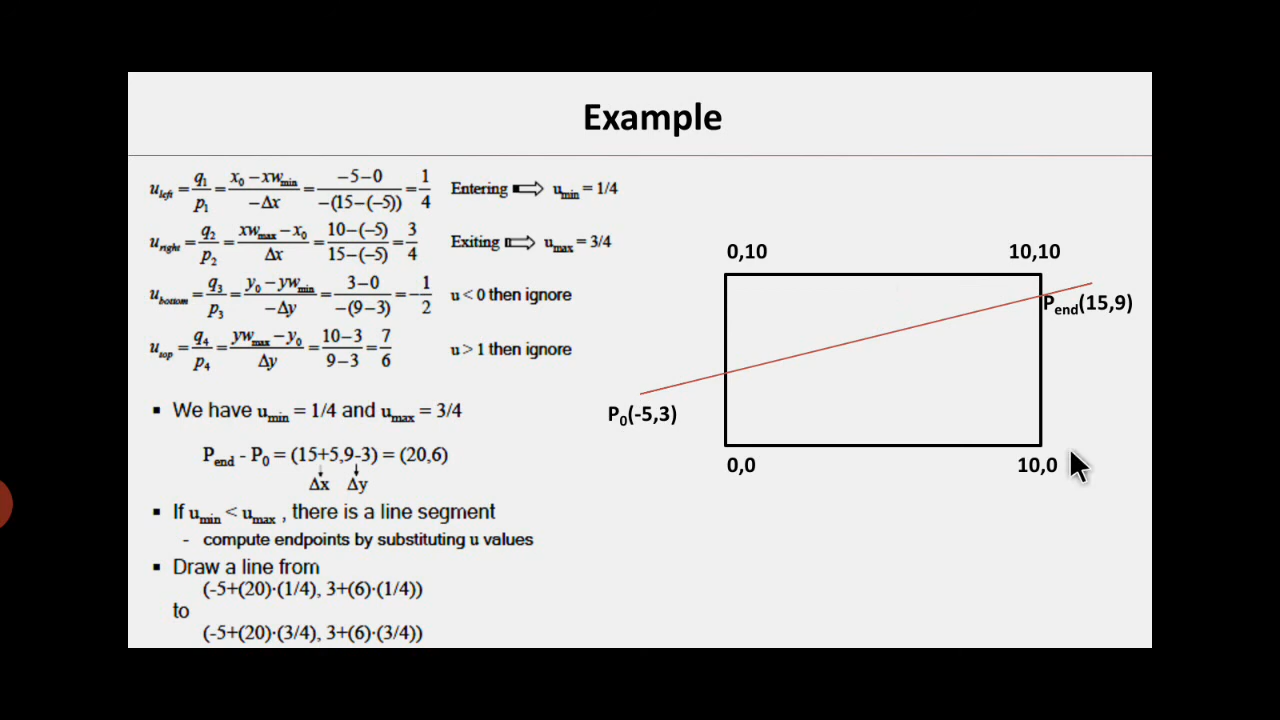 Example
u_left = q₁/p₁ = (x₀ − xw_min)/(−Δx) = (−5−0)/(−(15−(−5))) = 1/4 Entering ⇒ u_min = 1/4
u_right = q₂/p₂ = (xw_max − x₀)/Δx = (10−(−5))/(15−(−5)) = 3/4 Exiting ⇒ u_max = 3/4
u_bottom = q₃/p₃ = (y₀ − yw_min)/(−Δy) = (3−0)/(−(9−3)) = −1/2 u < 0 then ignore
u_top = q₄/p₄ = (yw_max − y₀)/Δy = (10−3)/(9−3) = 7/6 u > 1 then ignore
▪ We have u_min = 1/4 and u_max = 3/4
P_end - P₀ = (15+5,9-3) = (20,6)
Δx Δy
▪ If u_min < u_max , there is a line segment
- compute endpoints by substituting u values
▪ Draw a line from
(-5+(20)·(1/4), 3+(6)·(1/4))
to
(-5+(20)·(3/4), 3+(6)·(3/4))
0,10 10,10
P_end(15,9)
P₀(-5,3)
0,0 10,0